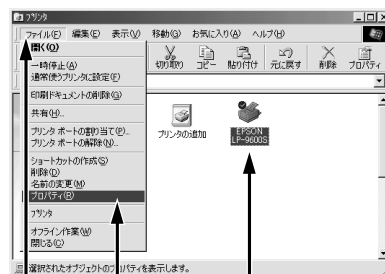 プリンタ
ファイル(F) 編集(E) 表示(V) 移動(G) お気に入り(A) ヘルプ(H)
開く(O)
一時停止(A)
通常使うプリンタに設定(F)
印刷ドキュメントの削除(G)
共有(H)...
プリンタ ポートの割り当て(P)...
プリンタ ポートの解除(N)...
ショートカットの作成(S)
削除(D)
名前の変更(M)
プロパティ(R)
プリンタ
オフライン作業(W)
閉じる(C)
切り取り コピー 貼り付け 元に戻す 削除 プロパティ
プリンタの追加
EPSON
LP-9600S
選択されたオブジェクトのプロパティを表示します。